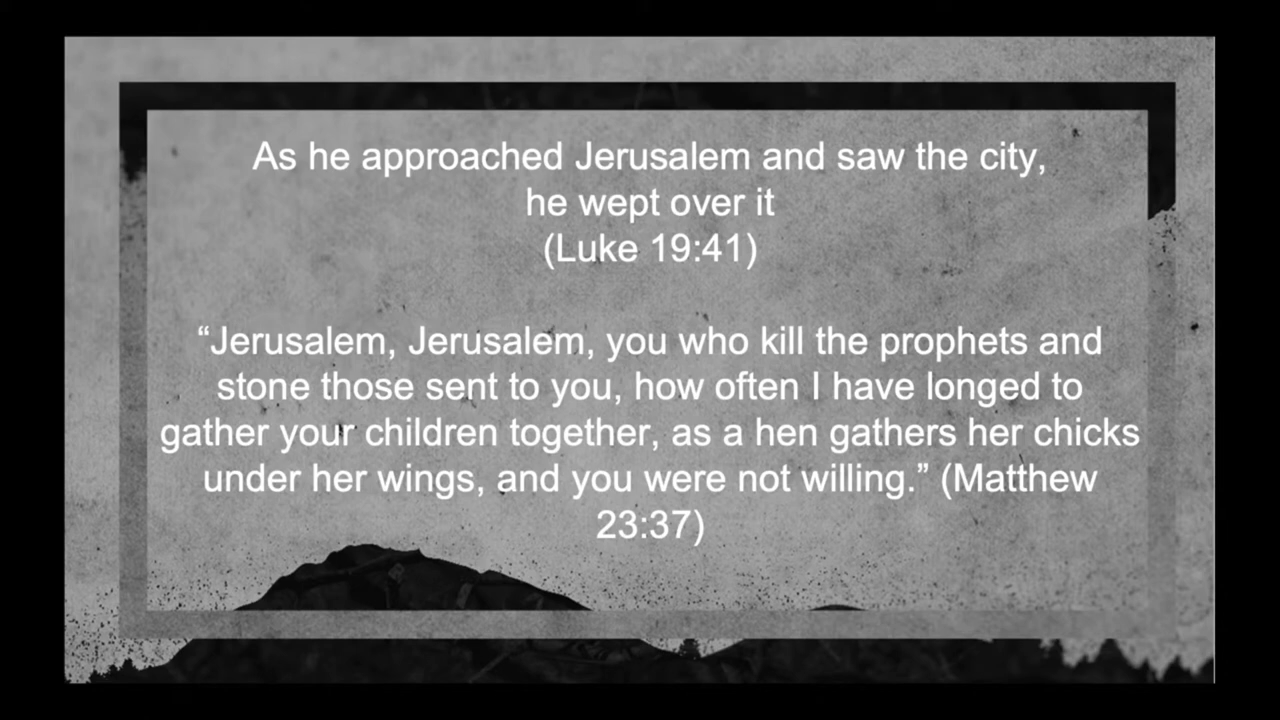 As he approached Jerusalem and saw the city,
he wept over it
(Luke 19:41)
“Jerusalem, Jerusalem, you who kill the prophets and
stone those sent to you, how often I have longed to
gather your children together, as a hen gathers her chicks
under her wings, and you were not willing.” (Matthew
23:37)